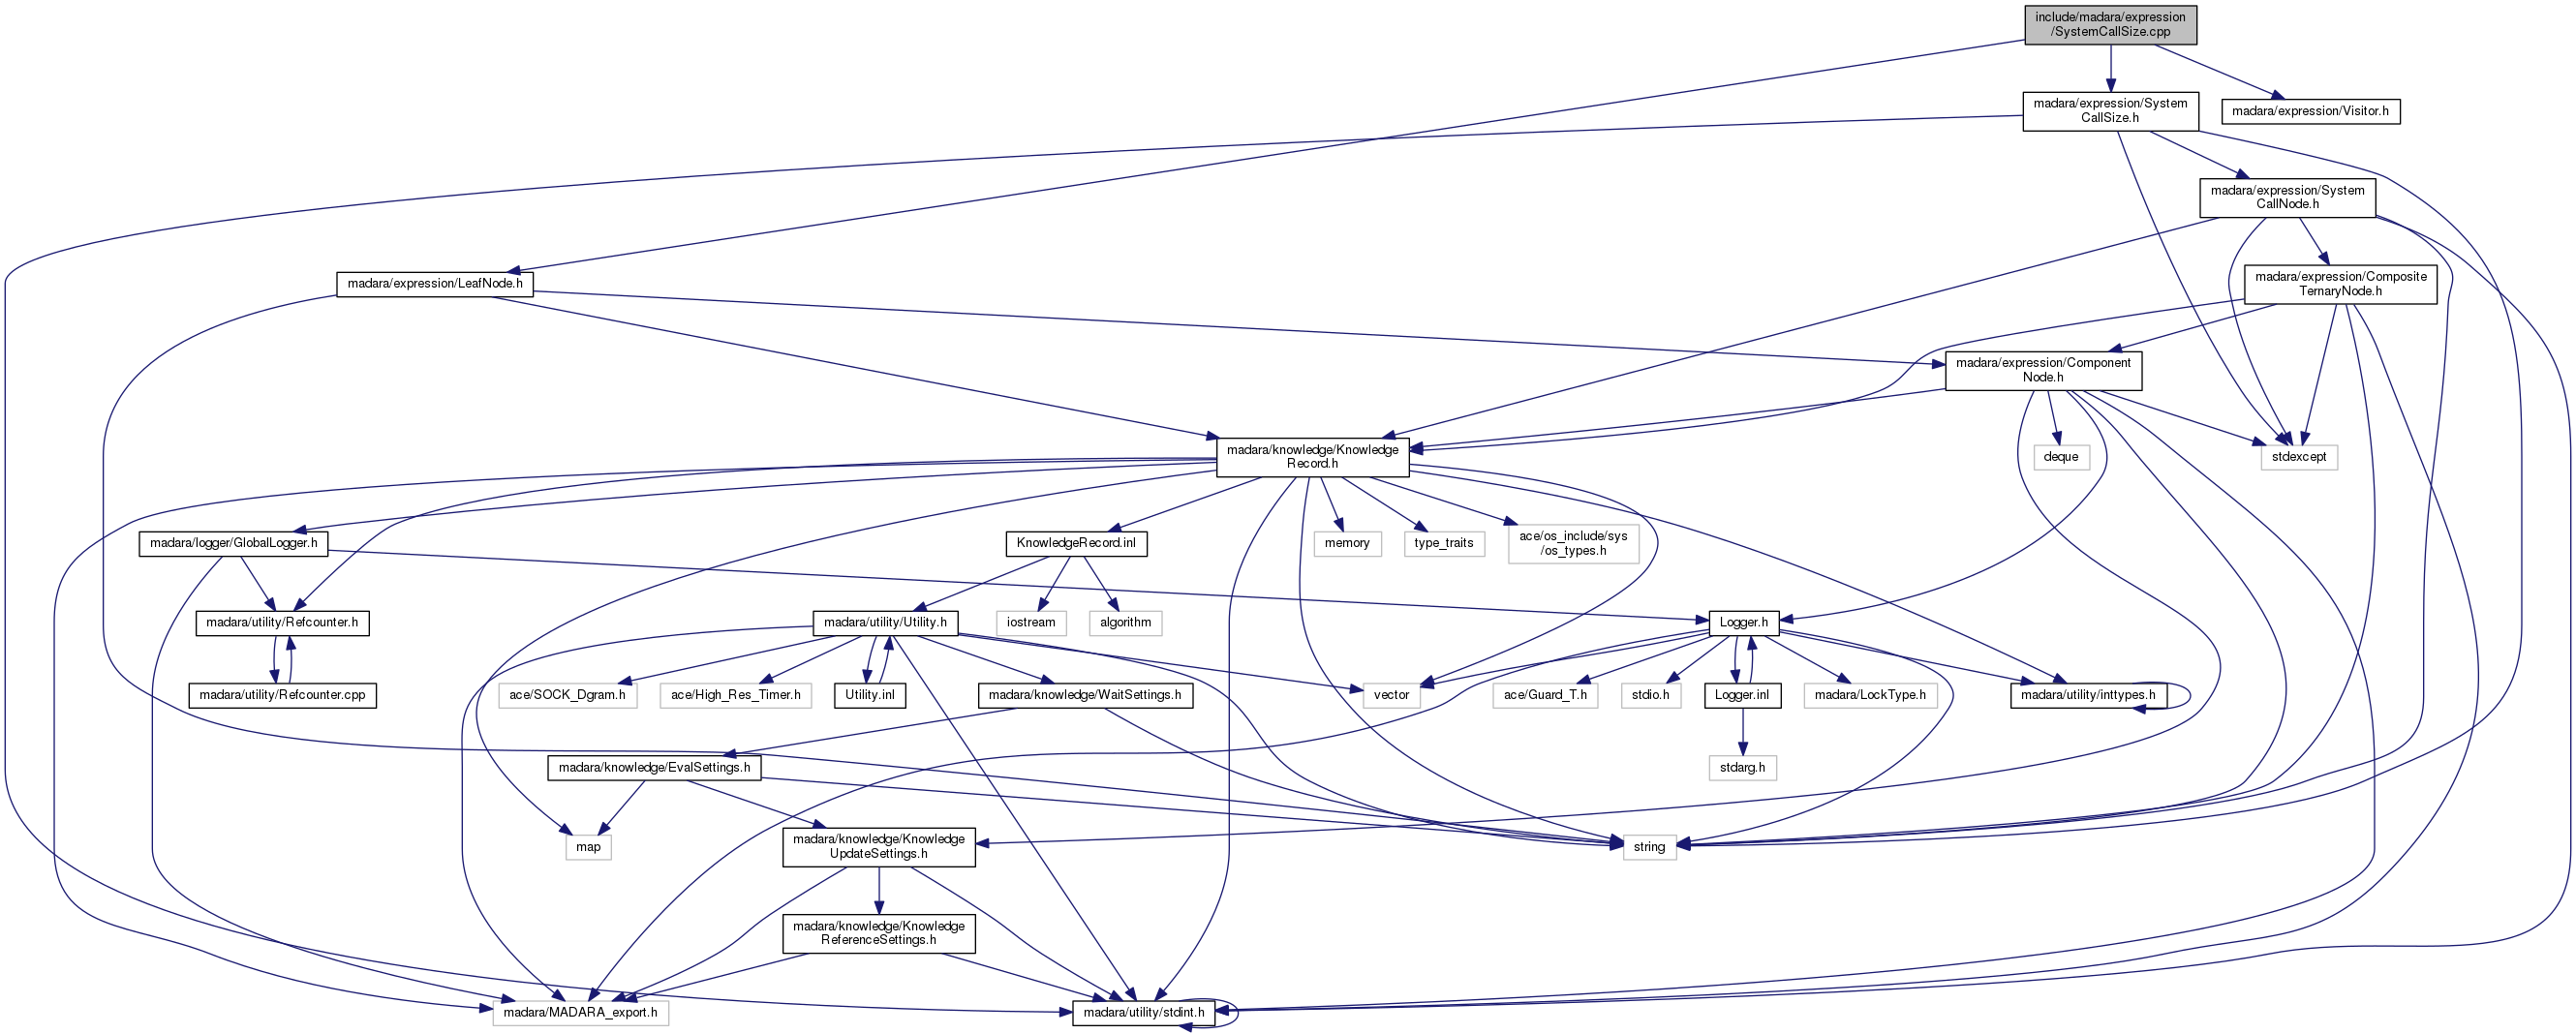 include/madara/expression
/SystemCallSize.cpp
madara/expression/System
CallSize.h
madara/expression/Visitor.h
madara/expression/System
CallNode.h
madara/expression/LeafNode.h
madara/expression/Composite
TernaryNode.h
madara/expression/Component
Node.h
madara/knowledge/Knowledge
Record.h
deque
stdexcept
madara/logger/GlobalLogger.h
KnowledgeRecord.inl
memory
type_traits
ace/os_include/sys
/os_types.h
madara/utility/Refcounter.h
madara/utility/Utility.h
iostream
algorithm
Logger.h
madara/utility/Refcounter.cpp
ace/SOCK_Dgram.h
ace/High_Res_Timer.h
Utility.inl
madara/knowledge/WaitSettings.h
vector
ace/Guard_T.h
stdio.h
Logger.inl
madara/LockType.h
madara/utility/inttypes.h
madara/knowledge/EvalSettings.h
stdarg.h
map
madara/knowledge/Knowledge
UpdateSettings.h
string
madara/knowledge/Knowledge
ReferenceSettings.h
madara/MADARA_export.h
madara/utility/stdint.h